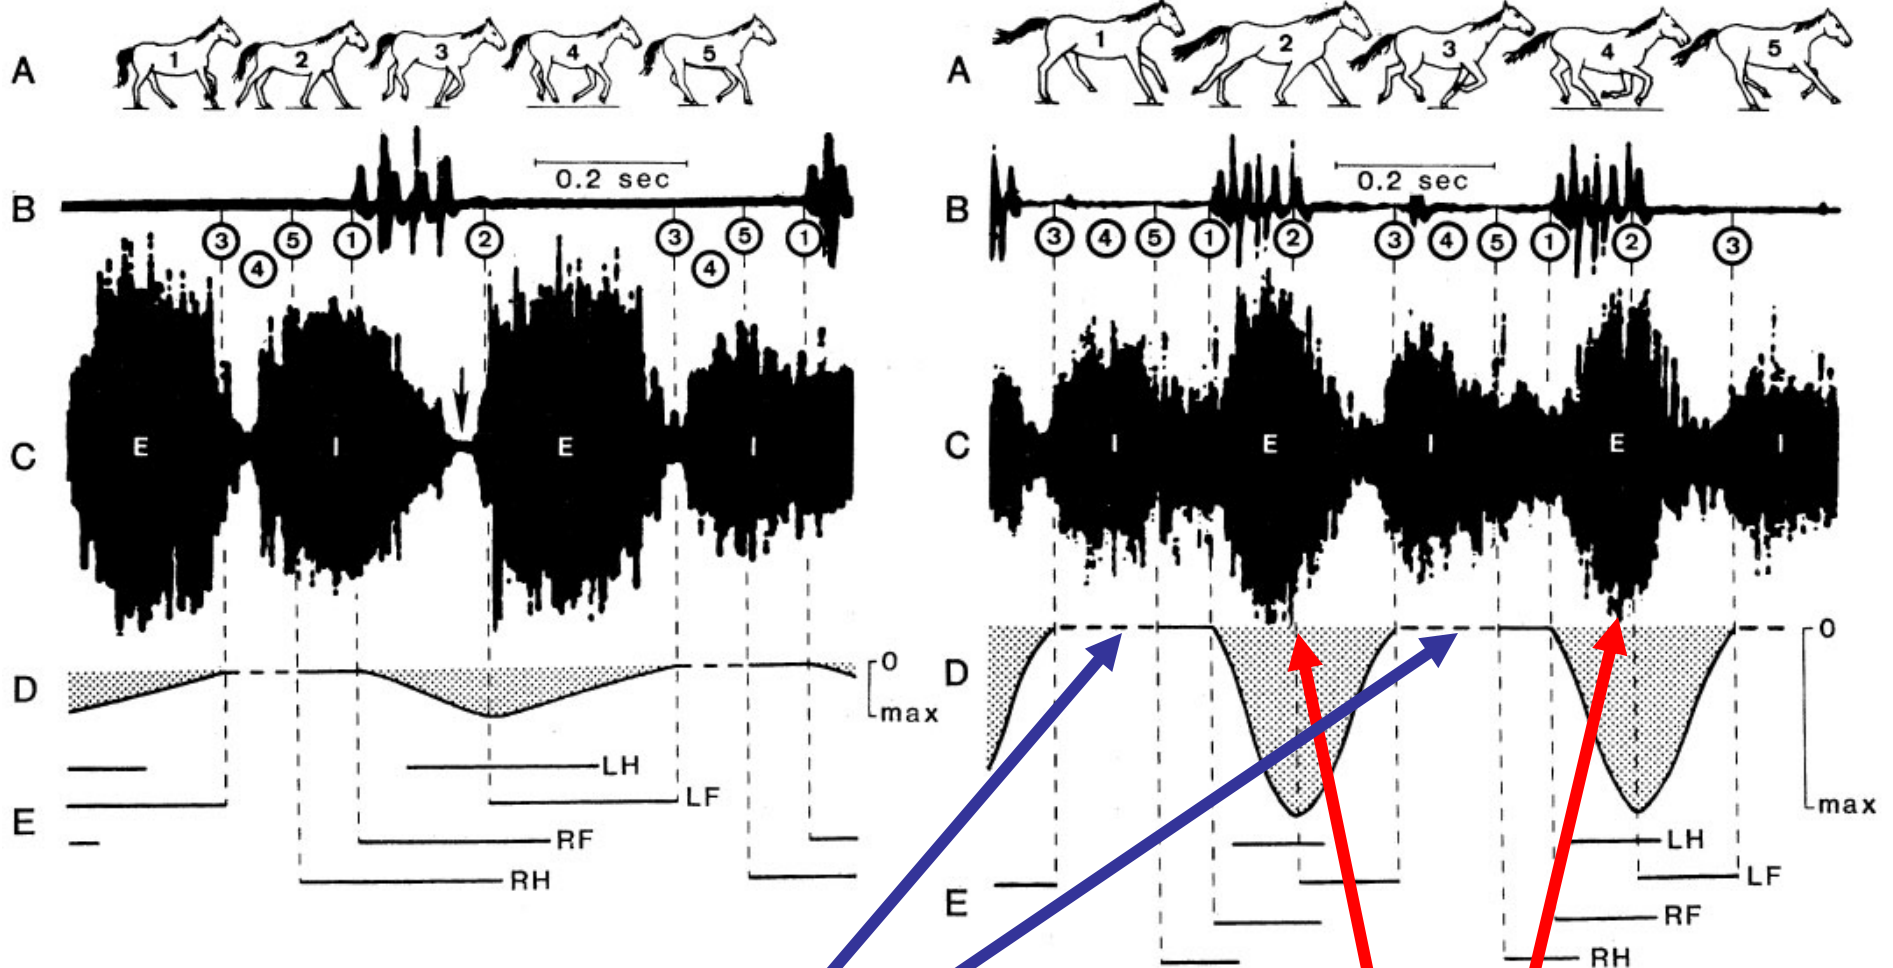 A
1 2 3 4 5
B
0.2 sec
3 4 5 1 2 3 4 5 1
C
E I E I
D
0
max
E
LH
LF
RF
RH
A
1 2 3 4 5
B
0.2 sec
3 4 5 1 2 3 4 5 1 2 3
C
I E I E I
D
0
max
E
LH
LF
RF
RH